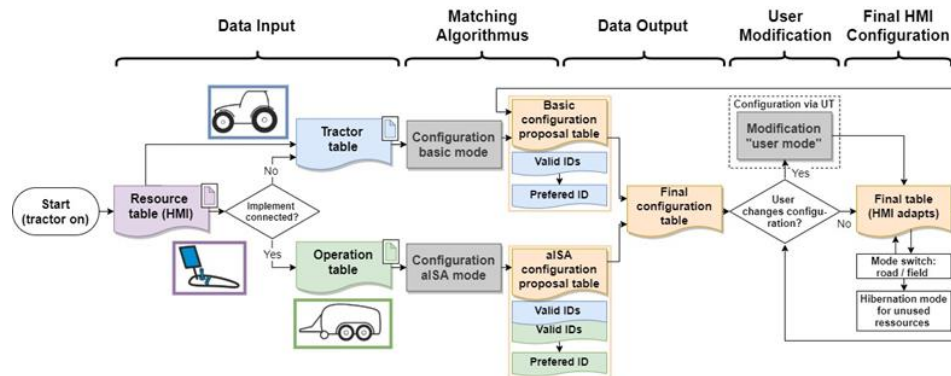 Data Input
Matching
Algorithmus
Data Output
User
Modification
Final HMI
Configuration
Start
(tractor on)
Resource
table (HMI)
Implement
connected?
No
Yes
Tractor
table
Operation
table
Configuration
basic mode
Configuration
aISA mode
Basic
configuration
proposal table
Valid IDs
Prefered ID
aISA
configuration
proposal table
Valid IDs
Valid IDs
Prefered ID
Final
configuration
table
Configuration via UT
Modification
"user mode"
Yes
User
changes configu-
ration?
No
Final table
(HMI adapts)
Mode switch:
road / field
Hibernation mode
for unused
ressources